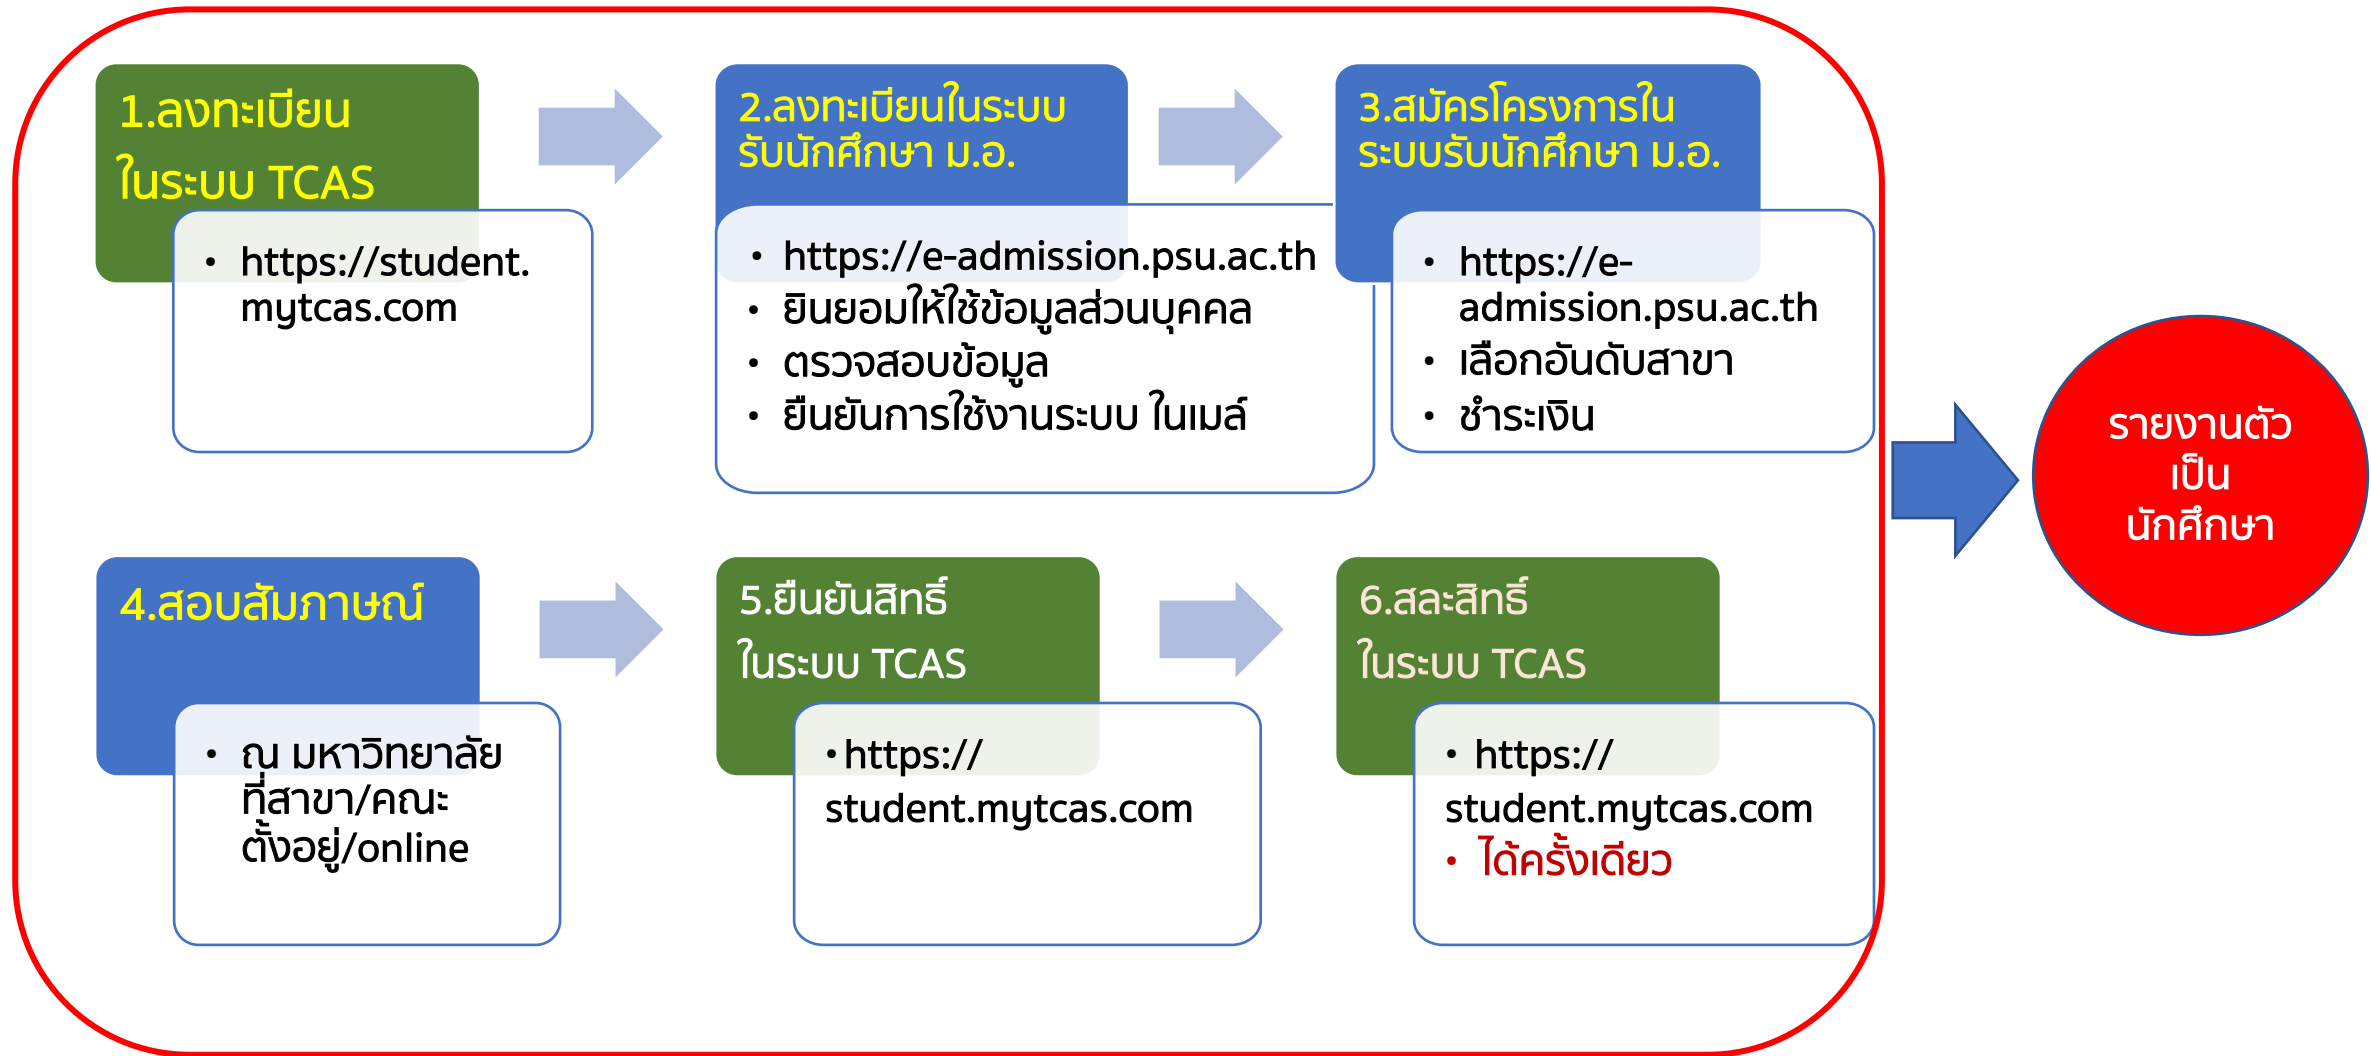 1.ลงทะเบียน
ในระบบ TCAS
• https://student.
mytcas.com
2.ลงทะเบียนในระบบ
รับนักศึกษา ม.อ.
• https://e-admission.psu.ac.th
• ยินยอมให้ใช้ข้อมูลส่วนบุคคล
• ตรวจสอบข้อมูล
• ยืนยันการใช้งานระบบ ในเมล์
3.สมัครโครงการใน
ระบบรับนักศึกษา ม.อ.
• https://e-
admission.psu.ac.th
• เลือกอันดับสาขา
• ชำระเงิน
4.สอบสัมภาษณ์
• ณ มหาวิทยาลัย
ที่สาขา/คณะ
ตั้งอยู่/online
5.ยืนยันสิทธิ์
ในระบบ TCAS
• https://
student.mytcas.com
6.สละสิทธิ์
ในระบบ TCAS
• https://
student.mytcas.com
• ได้ครั้งเดียว
รายงานตัว
เป็น
นักศึกษา